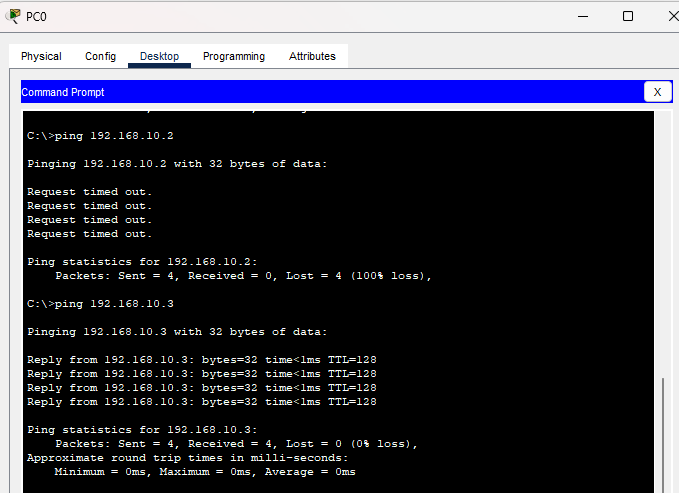 PC0
Physical Config Desktop Programming Attributes
Command Prompt
X
C:\>ping 192.168.10.2
Pinging 192.168.10.2 with 32 bytes of data:
Request timed out.
Request timed out.
Request timed out.
Request timed out.
Ping statistics for 192.168.10.2:
Packets: Sent = 4, Received = 0, Lost = 4 (100% loss),
C:\>ping 192.168.10.3
Pinging 192.168.10.3 with 32 bytes of data:
Reply from 192.168.10.3: bytes=32 time<1ms TTL=128
Reply from 192.168.10.3: bytes=32 time<1ms TTL=128
Reply from 192.168.10.3: bytes=32 time<1ms TTL=128
Reply from 192.168.10.3: bytes=32 time<1ms TTL=128
Ping statistics for 192.168.10.3:
Packets: Sent = 4, Received = 4, Lost = 0 (0% loss),
Approximate round trip times in milli-seconds:
Minimum = 0ms, Maximum = 0ms, Average = 0ms